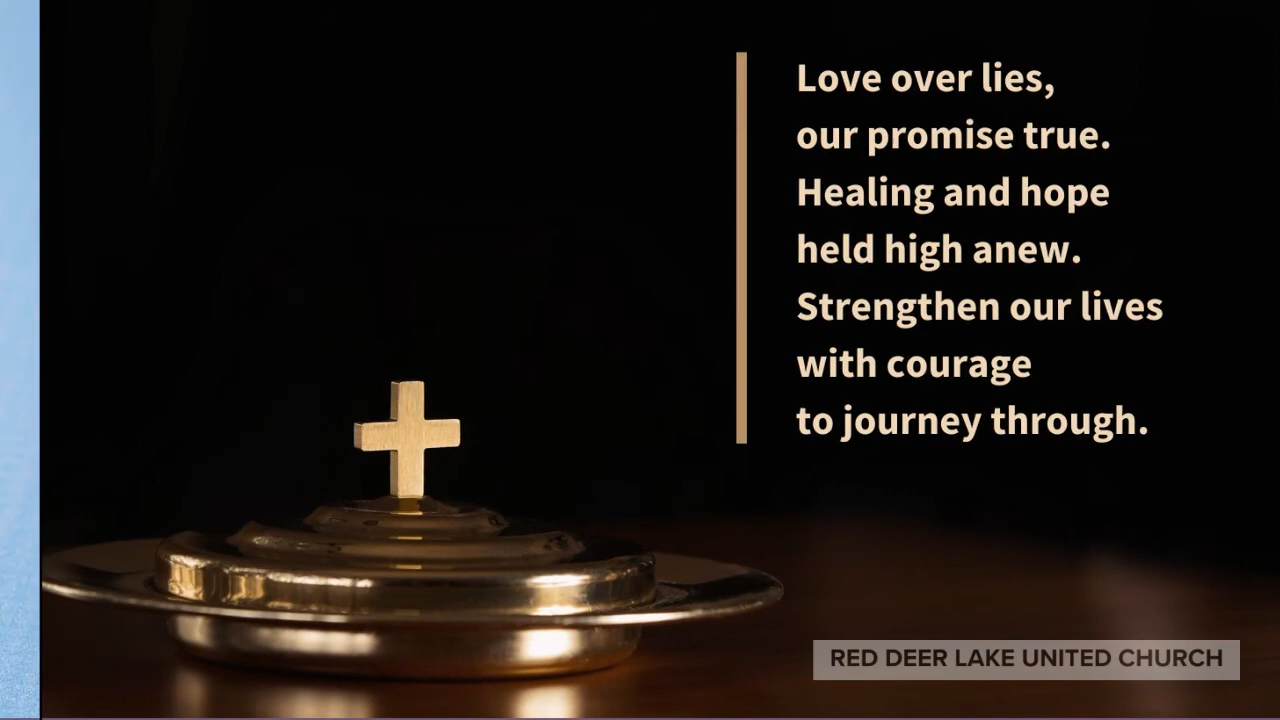 Love over lies,
our promise true.
Healing and hope
held high anew.
Strengthen our lives
with courage
to journey through.
RED DEER LAKE UNITED CHURCH